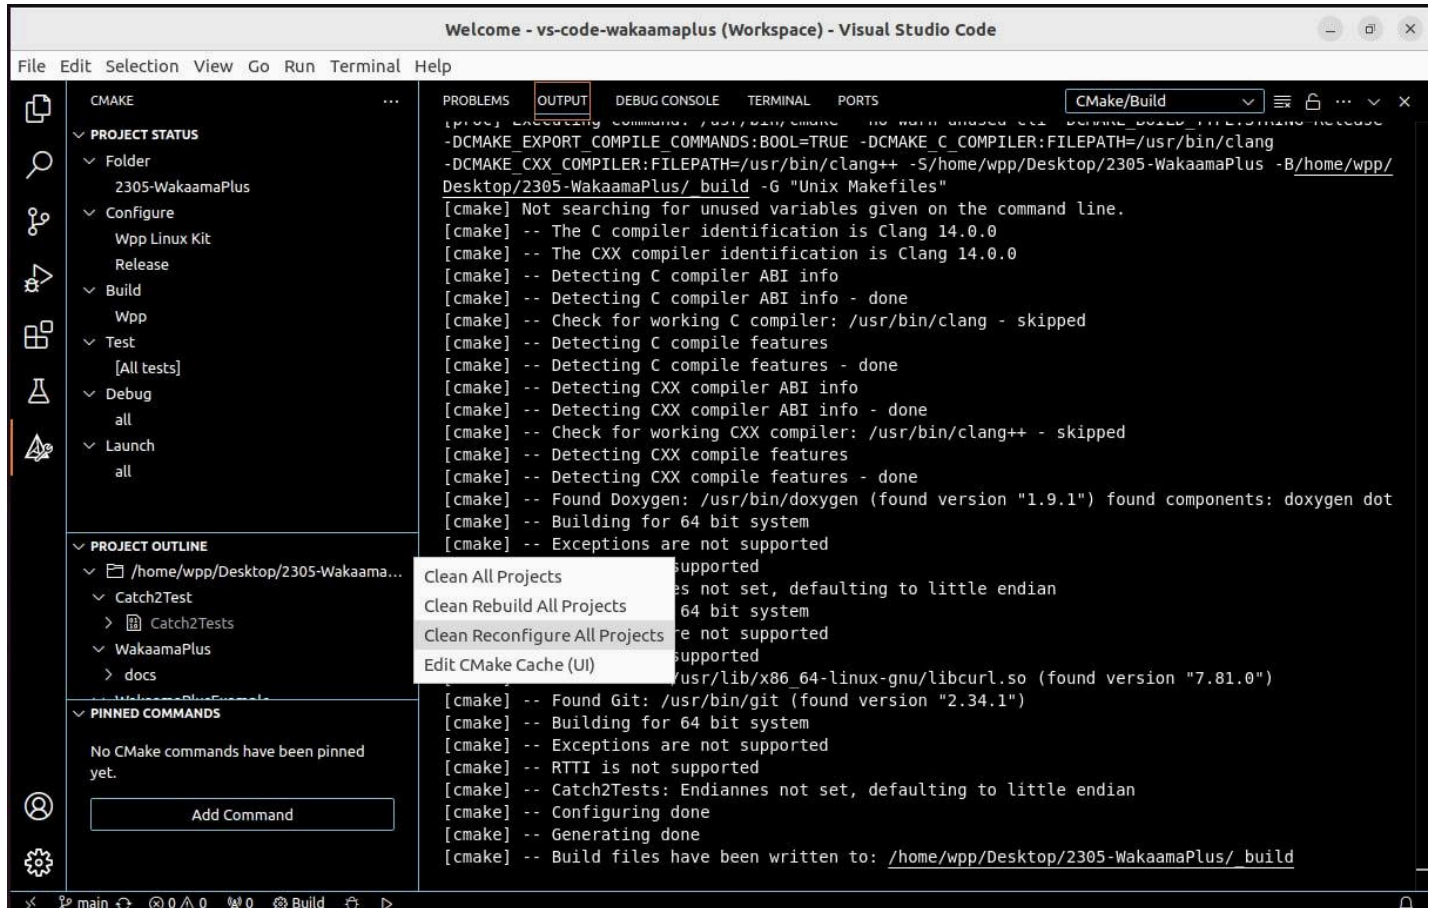 Welcome - vs-code-wakaamaplus (Workspace) - Visual Studio Code
File Edit Selection View Go Run Terminal Help
CMAKE
PROJECT STATUS
Folder
2305-WakaamaPlus
Configure
Wpp Linux Kit
Release
Build
Wpp
Test
[All tests]
Debug
all
Launch
all
PROJECT OUTLINE
/home/wpp/Desktop/2305-Wakaama...
Catch2Test
Catch2Tests
WakaamaPlus
docs
WakaamaPlusExample
PINNED COMMANDS
No CMake commands have been pinned
yet.
Add Command
PROBLEMS OUTPUT DEBUG CONSOLE TERMINAL PORTS CMake/Build
[proc] Executing command: /usr/bin/cmake --no-warn-unused-cli -DCMAKE_BUILD_TYPE:STRING=Release
-DCMAKE_EXPORT_COMPILE_COMMANDS:BOOL=TRUE -DCMAKE_C_COMPILER:FILEPATH=/usr/bin/clang
-DCMAKE_CXX_COMPILER:FILEPATH=/usr/bin/clang++ -S/home/wpp/Desktop/2305-WakaamaPlus -B/home/wpp/
Desktop/2305-WakaamaPlus/_build -G "Unix Makefiles"
[cmake] Not searching for unused variables given on the command line.
[cmake] -- The C compiler identification is Clang 14.0.0
[cmake] -- The CXX compiler identification is Clang 14.0.0
[cmake] -- Detecting C compiler ABI info
[cmake] -- Detecting C compiler ABI info - done
[cmake] -- Check for working C compiler: /usr/bin/clang - skipped
[cmake] -- Detecting C compile features
[cmake] -- Detecting C compile features - done
[cmake] -- Detecting CXX compiler ABI info
[cmake] -- Detecting CXX compiler ABI info - done
[cmake] -- Check for working CXX compiler: /usr/bin/clang++ - skipped
[cmake] -- Detecting CXX compile features
[cmake] -- Detecting CXX compile features - done
[cmake] -- Found Doxygen: /usr/bin/doxygen (found version "1.9.1") found components: doxygen dot
[cmake] -- Building for 64 bit system
[cmake] -- Exceptions are not supported
supported
s not set, defaulting to little endian
64 bit system
re not supported
supported
/usr/lib/x86_64-linux-gnu/libcurl.so (found version "7.81.0")
[cmake] -- Found Git: /usr/bin/git (found version "2.34.1")
[cmake] -- Building for 64 bit system
[cmake] -- Exceptions are not supported
[cmake] -- RTTI is not supported
[cmake] -- Catch2Tests: Endiannes not set, defaulting to little endian
[cmake] -- Configuring done
[cmake] -- Generating done
[cmake] -- Build files have been written to: /home/wpp/Desktop/2305-WakaamaPlus/_build
Clean All Projects
Clean Rebuild All Projects
Clean Reconfigure All Projects
Edit CMake Cache (UI)
main 0 0 0 Build